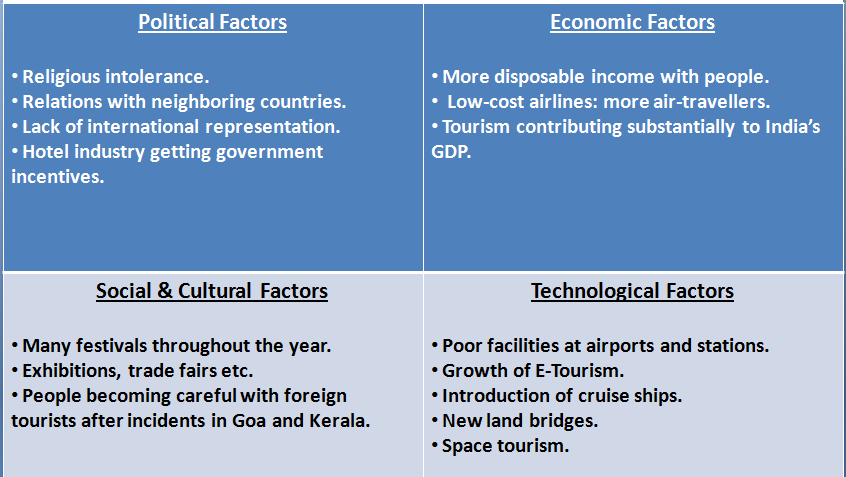 Political Factors
• Religious intolerance.
• Relations with neighboring countries.
• Lack of international representation.
• Hotel industry getting government
incentives.
Economic Factors
• More disposable income with people.
• Low-cost airlines: more air-travellers.
• Tourism contributing substantially to India’s
GDP.
Social & Cultural Factors
• Many festivals throughout the year.
• Exhibitions, trade fairs etc.
• People becoming careful with foreign
tourists after incidents in Goa and Kerala.
Technological Factors
• Poor facilities at airports and stations.
• Growth of E-Tourism.
• Introduction of cruise ships.
• New land bridges.
• Space tourism.